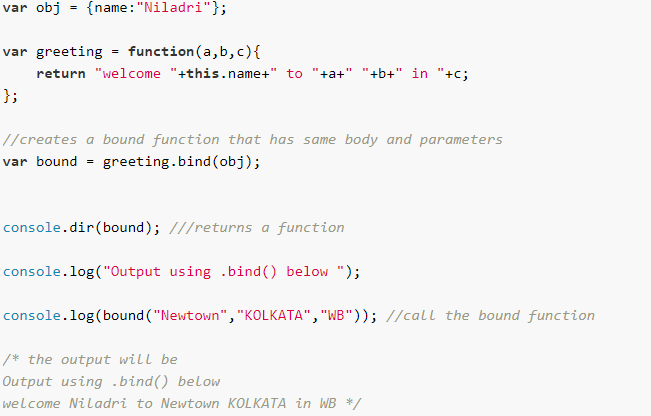 var obj = {name:"Niladri"};
var greeting = function(a,b,c){
return "welcome "+this.name+" to "+a+" "+b+" in "+c;
};
//creates a bound function that has same body and parameters
var bound = greeting.bind(obj);
console.dir(bound); ///returns a function
console.log("Output using .bind() below ");
console.log(bound("Newtown","KOLKATA","WB")); //call the bound function
/* the output will be
Output using .bind() below
welcome Niladri to Newtown KOLKATA in WB */